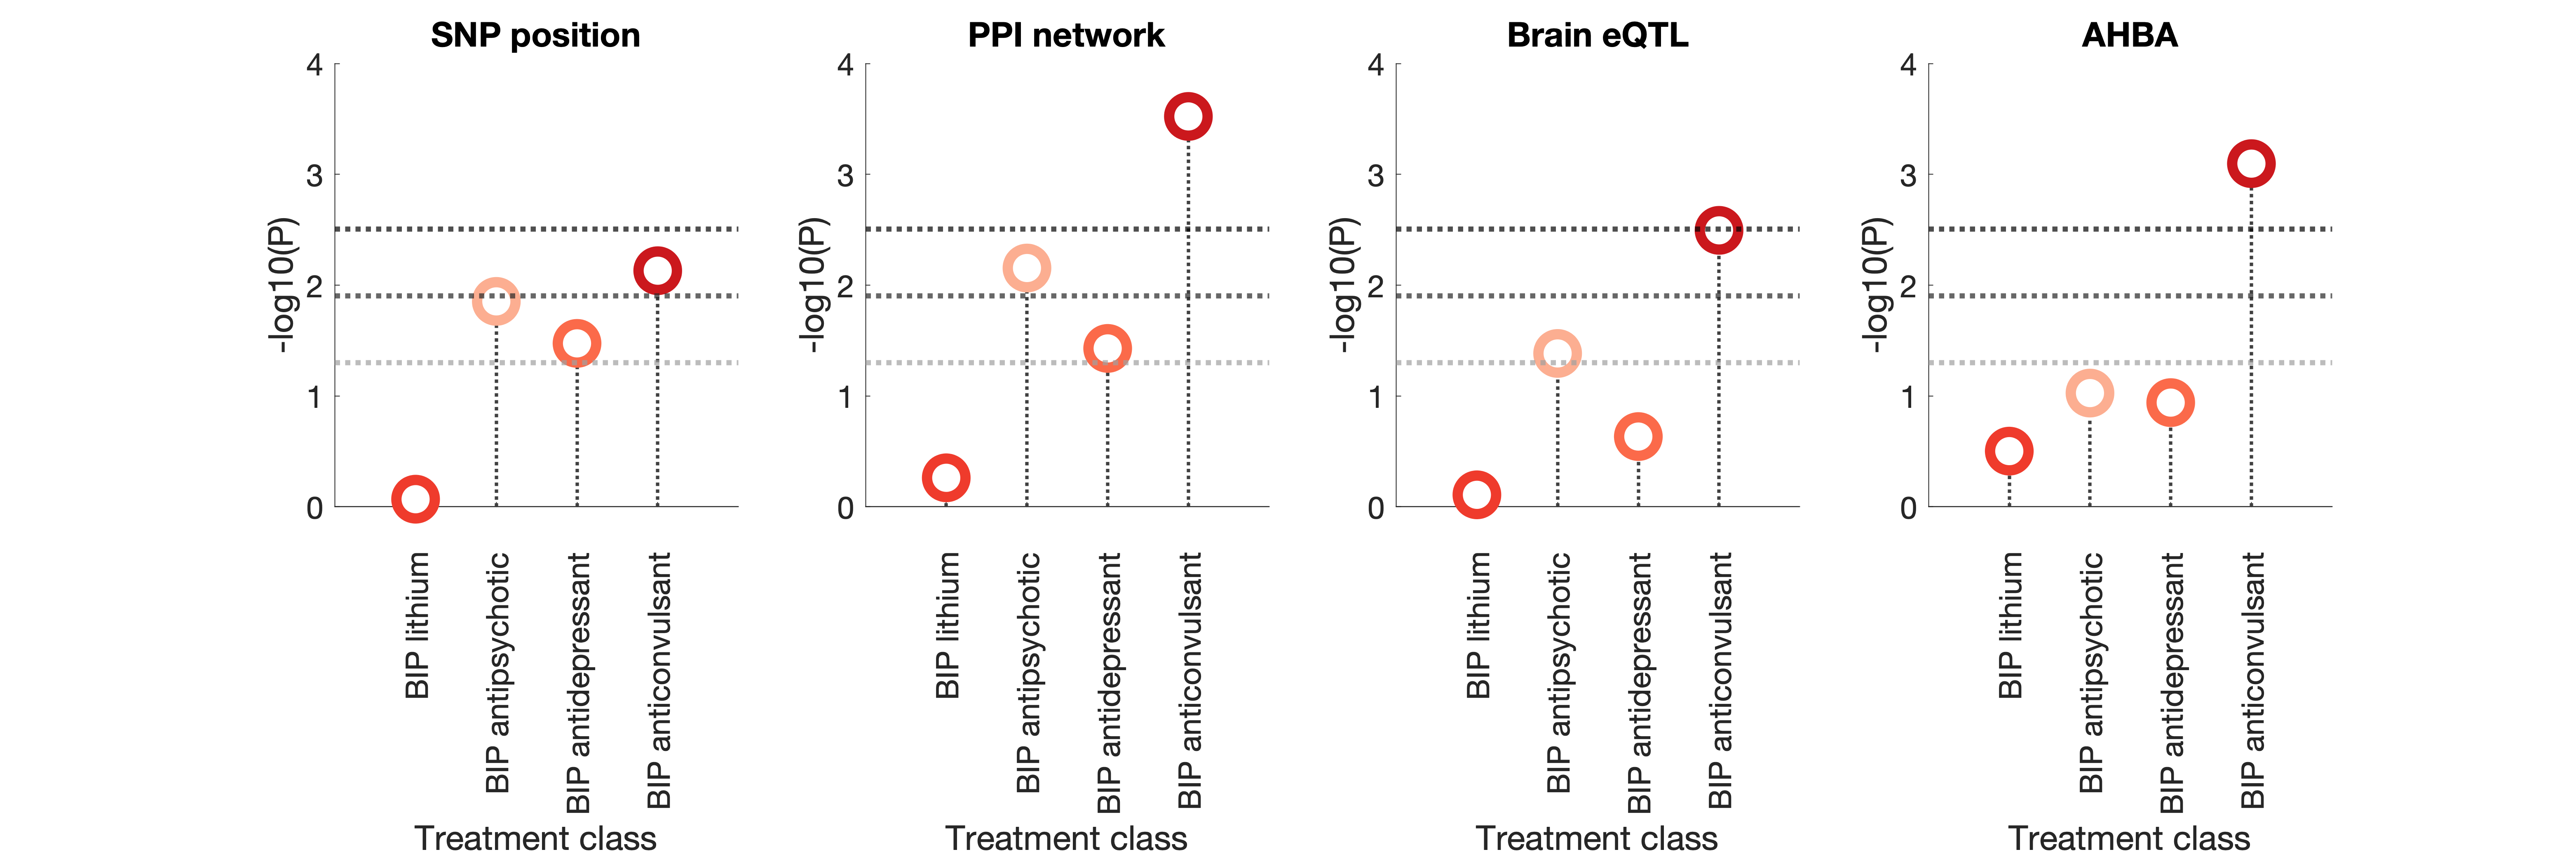 SNP position
4
3
2
1
0
-log10(P)
BIP lithium
BIP antipsychotic
BIP antidepressant
BIP anticonvulsant
Treatment class
PPI network
4
3
2
1
0
-log10(P)
BIP lithium
BIP antipsychotic
BIP antidepressant
BIP anticonvulsant
Treatment class
Brain eQTL
4
3
2
1
0
-log10(P)
BIP lithium
BIP antipsychotic
BIP antidepressant
BIP anticonvulsant
Treatment class
AHBA
4
3
2
1
0
-log10(P)
BIP lithium
BIP antipsychotic
BIP antidepressant
BIP anticonvulsant
Treatment class